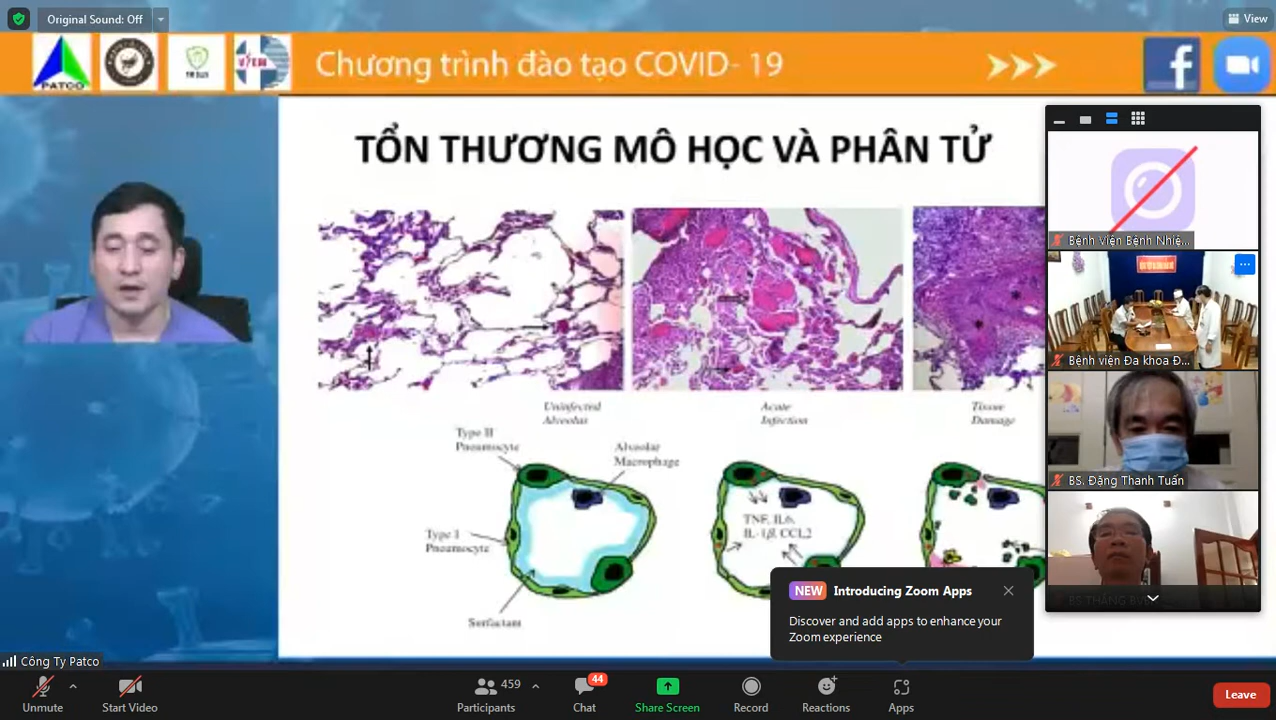 Original Sound: Off
View
PATCO
Chương trình đào tạo COVID- 19
TỔN THƯƠNG MÔ HỌC VÀ PHÂN TỬ
Uninfected
Alveolus
Acute
Infection
Tissue
Damage
Type II
Pneumocyte
Alveolar
Macrophage
Type I
Pneumocyte
Surfactant
TNF, IL6,
IL-1β, CCL2
Bệnh Viện Bệnh Nhiệ...
Bệnh viện Đa khoa Đ...
BS. Đặng Thanh Tuấn
NEW Introducing Zoom Apps
Discover and add apps to enhance your
Zoom experience
Công Ty Patco
Unmute
Start Video
459
Participants
44
Chat
Share Screen
Record
Reactions
Apps
Leave